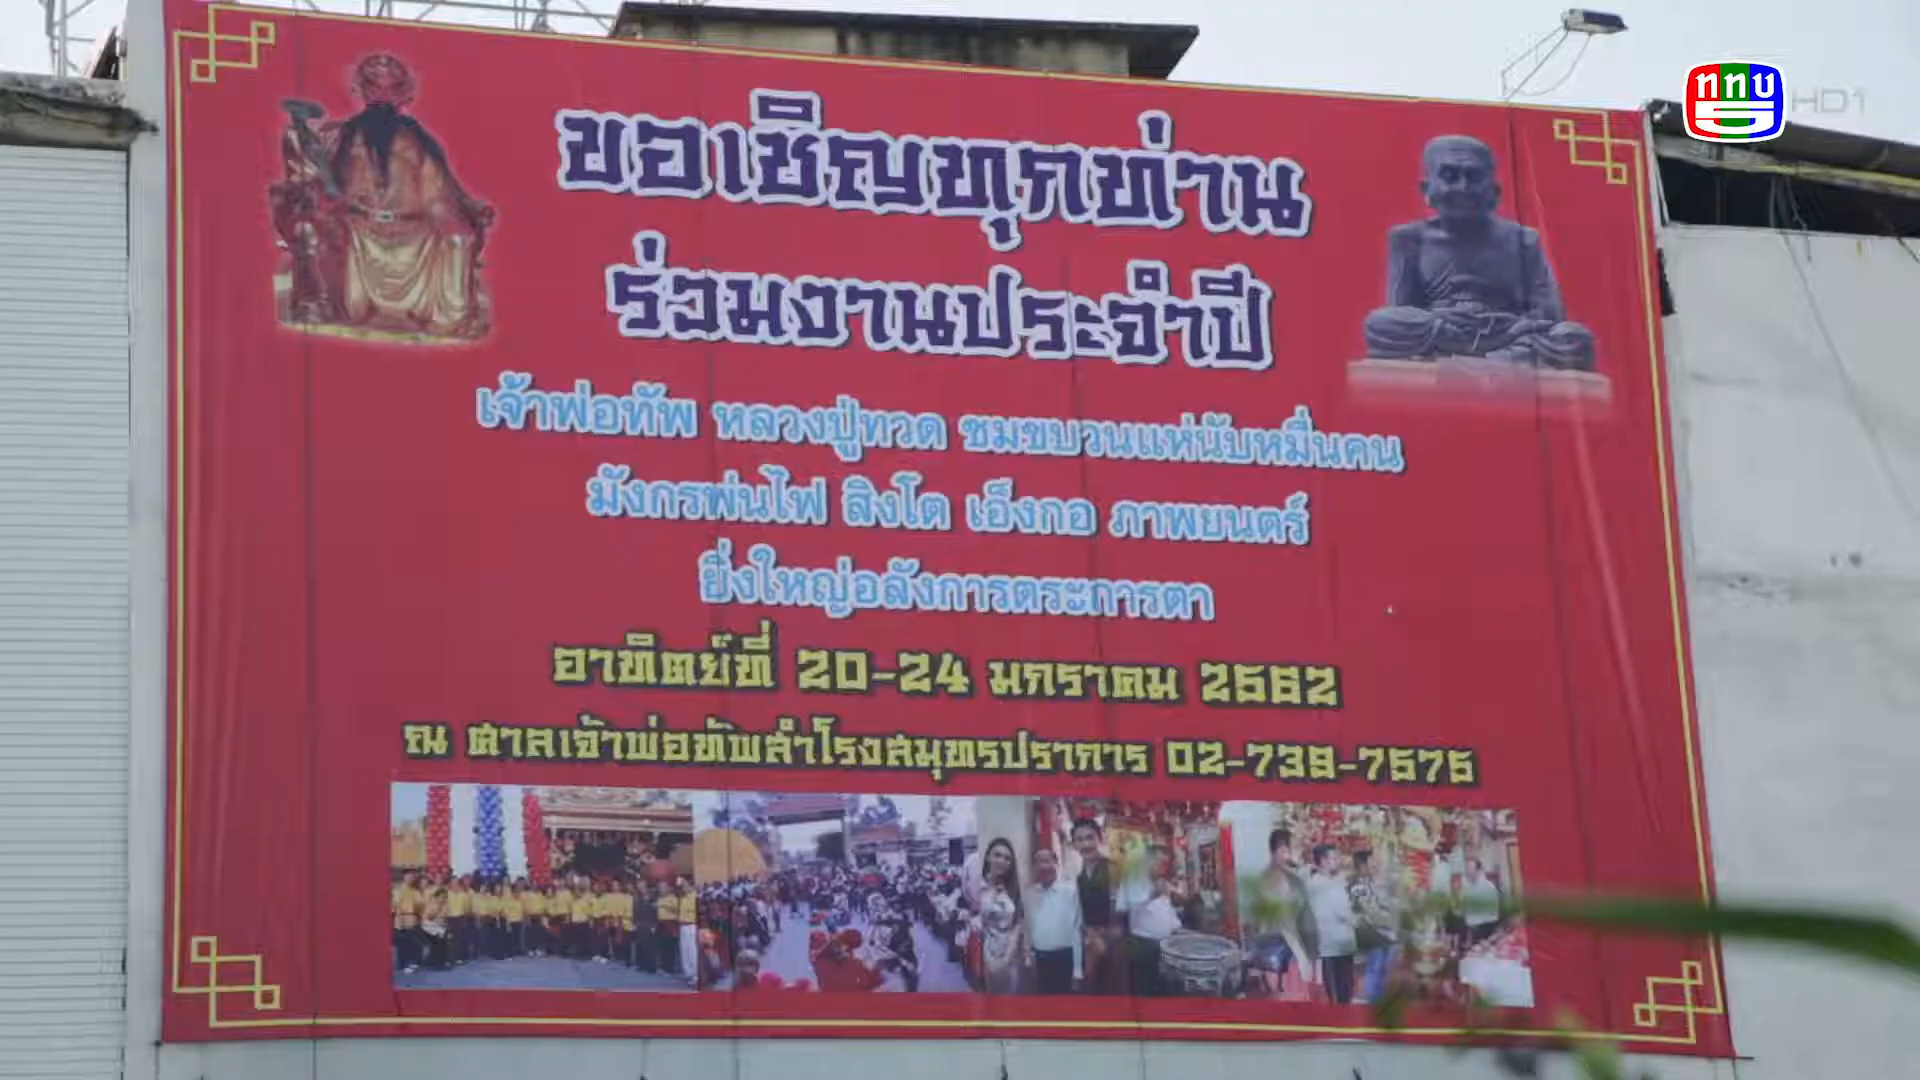 ททบ 5 HD1
ขอเชิญทุกท่าน
ร่วมงานประจำปี
เจ้าพ่อทัพ หลวงปู่ทวด ชมขบวนแห่นับหมื่นคน
มังกรพ่นไฟ สิงโต เอ็งกอ ภาพยนตร์
ยิ่งใหญ่อลังการตระการตา
อาทิตย์ที่ 20-24 มกราคม 2562
ณ ศาลเจ้าพ่อทัพสำโรงสมุทรปราการ 02-739-7575